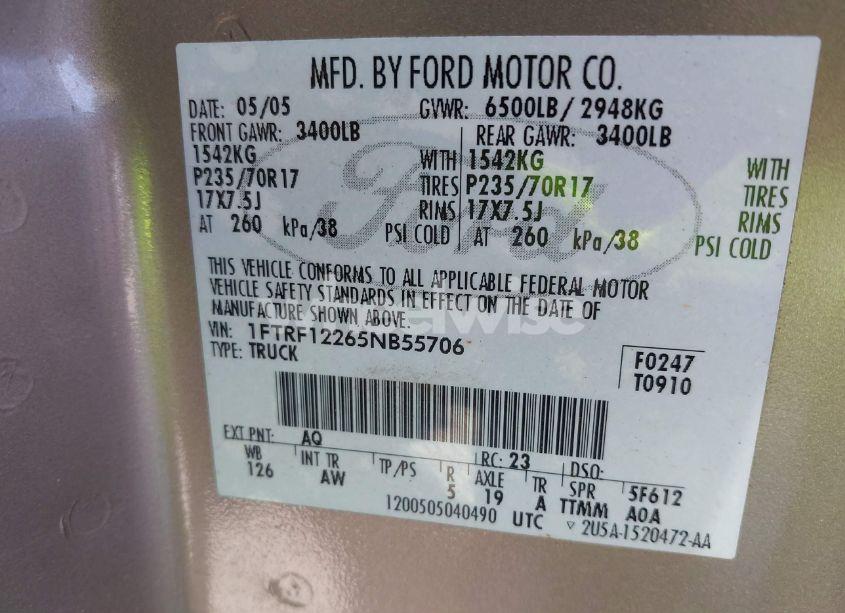 MFD. BY FORD MOTOR CO.
DATE: 05/05 GVWR: 6500LB/ 2948KG
FRONT GAWR: 3400LB REAR GAWR: 3400LB
1542KG WITH 1542KG WITH
P235/70R17 TIRES P235/70R17 TIRES
17X7.5J RIMS 17X7.5J RIMS
AT 260 kPa/38 PSI COLD AT 260 kPa/38 PSI COLD
Ford
THIS VEHICLE CONFORMS TO ALL APPLICABLE FEDERAL MOTOR
VEHICLE SAFETY STANDARDS IN EFFECT ON THE DATE OF
MANUFACTURE SHOWN ABOVE.
VIN: 1FTRF12265NB55706
TYPE: TRUCK
F0247
T0910
EXT PNT: AQ RC: 23 DSO:
WB INT TR TP/PS R AXLE TR SPR 5F612
126 AW 5 19 A TTMM A0A
1200505040490 UTC 2U5A-1520472-AA